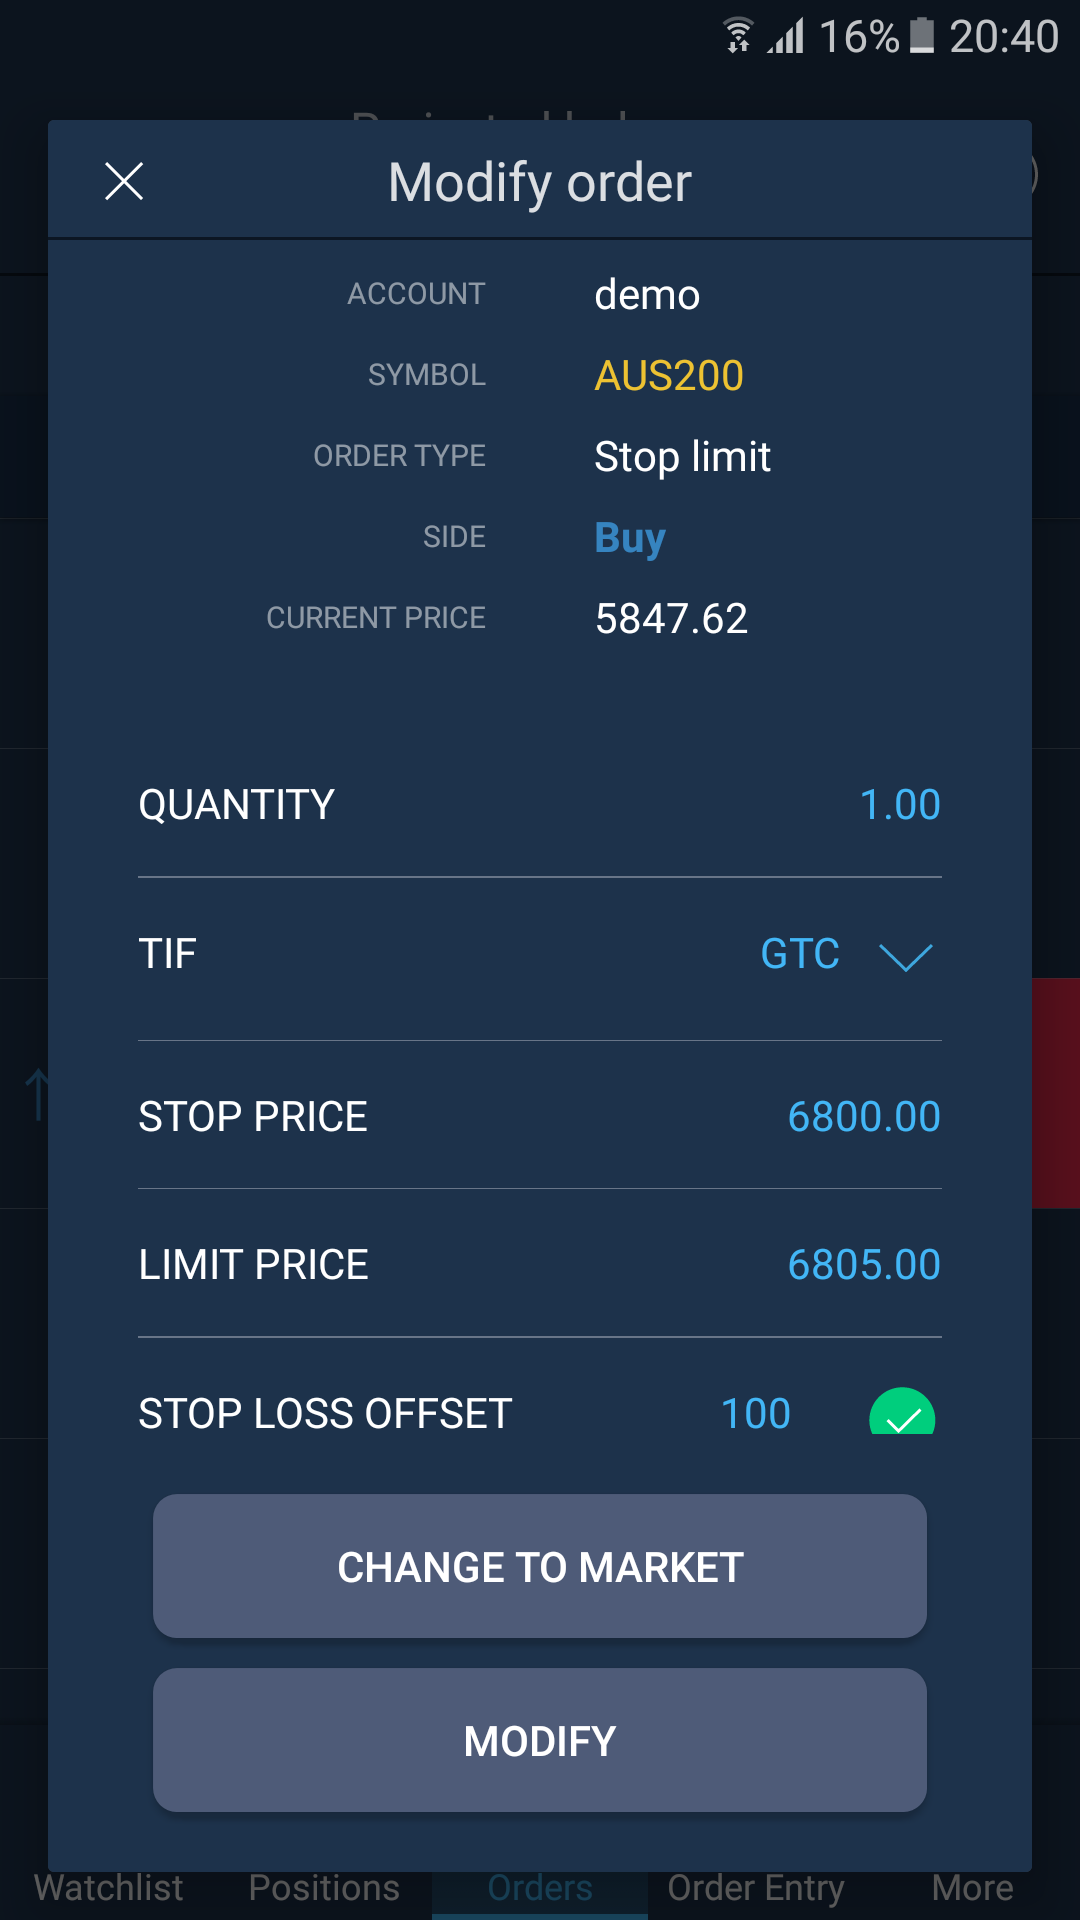 16% 20:40
Modify order
ACCOUNT demo
SYMBOL AUS200
ORDER TYPE Stop limit
SIDE Buy
CURRENT PRICE 5847.62
QUANTITY 1.00
TIF GTC
STOP PRICE 6800.00
LIMIT PRICE 6805.00
STOP LOSS OFFSET 100
CHANGE TO MARKET
MODIFY
Watchlist Positions Orders Order Entry More